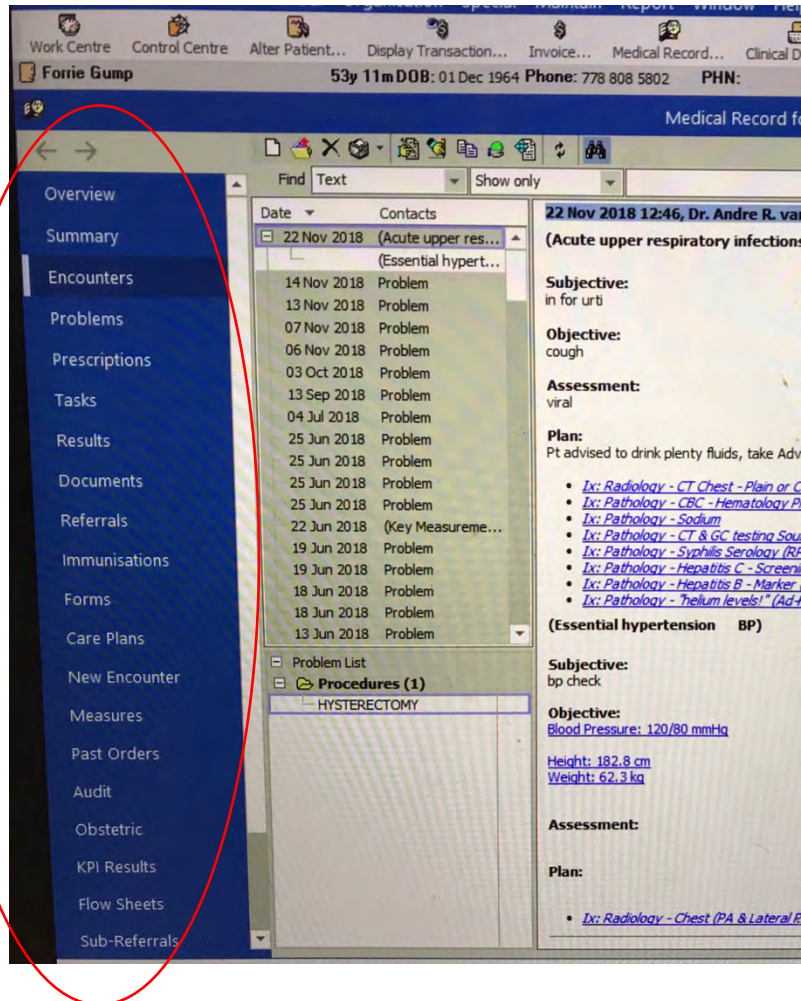 Work Centre Control Centre Alter Patient... Display Transaction... Invoice... Medical Record... Clinical D
Forrie Gump 53y 11m DOB: 01 Dec 1964 Phone: 778 808 5802 PHN:
Medical Record fo
Overview
Summary
Encounters
Problems
Prescriptions
Tasks
Results
Documents
Referrals
Immunisations
Forms
Care Plans
New Encounter
Measures
Past Orders
Audit
Obstetric
KPI Results
Flow Sheets
Sub-Referrals
Find Text Show only
Date Contacts
22 Nov 2018 (Acute upper res...
(Essential hypert...
14 Nov 2018 Problem
13 Nov 2018 Problem
07 Nov 2018 Problem
06 Nov 2018 Problem
03 Oct 2018 Problem
13 Sep 2018 Problem
04 Jul 2018 Problem
25 Jun 2018 Problem
25 Jun 2018 Problem
25 Jun 2018 Problem
25 Jun 2018 Problem
22 Jun 2018 (Key Measureme...
19 Jun 2018 Problem
19 Jun 2018 Problem
18 Jun 2018 Problem
18 Jun 2018 Problem
13 Jun 2018 Problem
Problem List
Procedures (1)
HYSTERECTOMY
22 Nov 2018 12:46, Dr. Andre R. van
(Acute upper respiratory infections
Subjective:
in for urti
Objective:
cough
Assessment:
viral
Plan:
Pt advised to drink plenty fluids, take Adv
Ix: Radiology - CT Chest - Plain or C
Ix: Pathology - CBC - Hematology P
Ix: Pathology - Sodium
Ix: Pathology - CT & GC testing Sou
Ix: Pathology - Syphilis Serology (RP
Ix: Pathology - Hepatitis C - Screeni
Ix: Pathology - Hepatitis B - Marker (
Ix: Pathology - "helium levels!" (Ad-H
(Essential hypertension BP)
Subjective:
bp check
Objective:
Blood Pressure: 120/80 mmHg
Height: 182.8 cm
Weight: 62.3 kg
Assessment:
Plan:
Ix: Radiology - Chest (PA & Lateral R